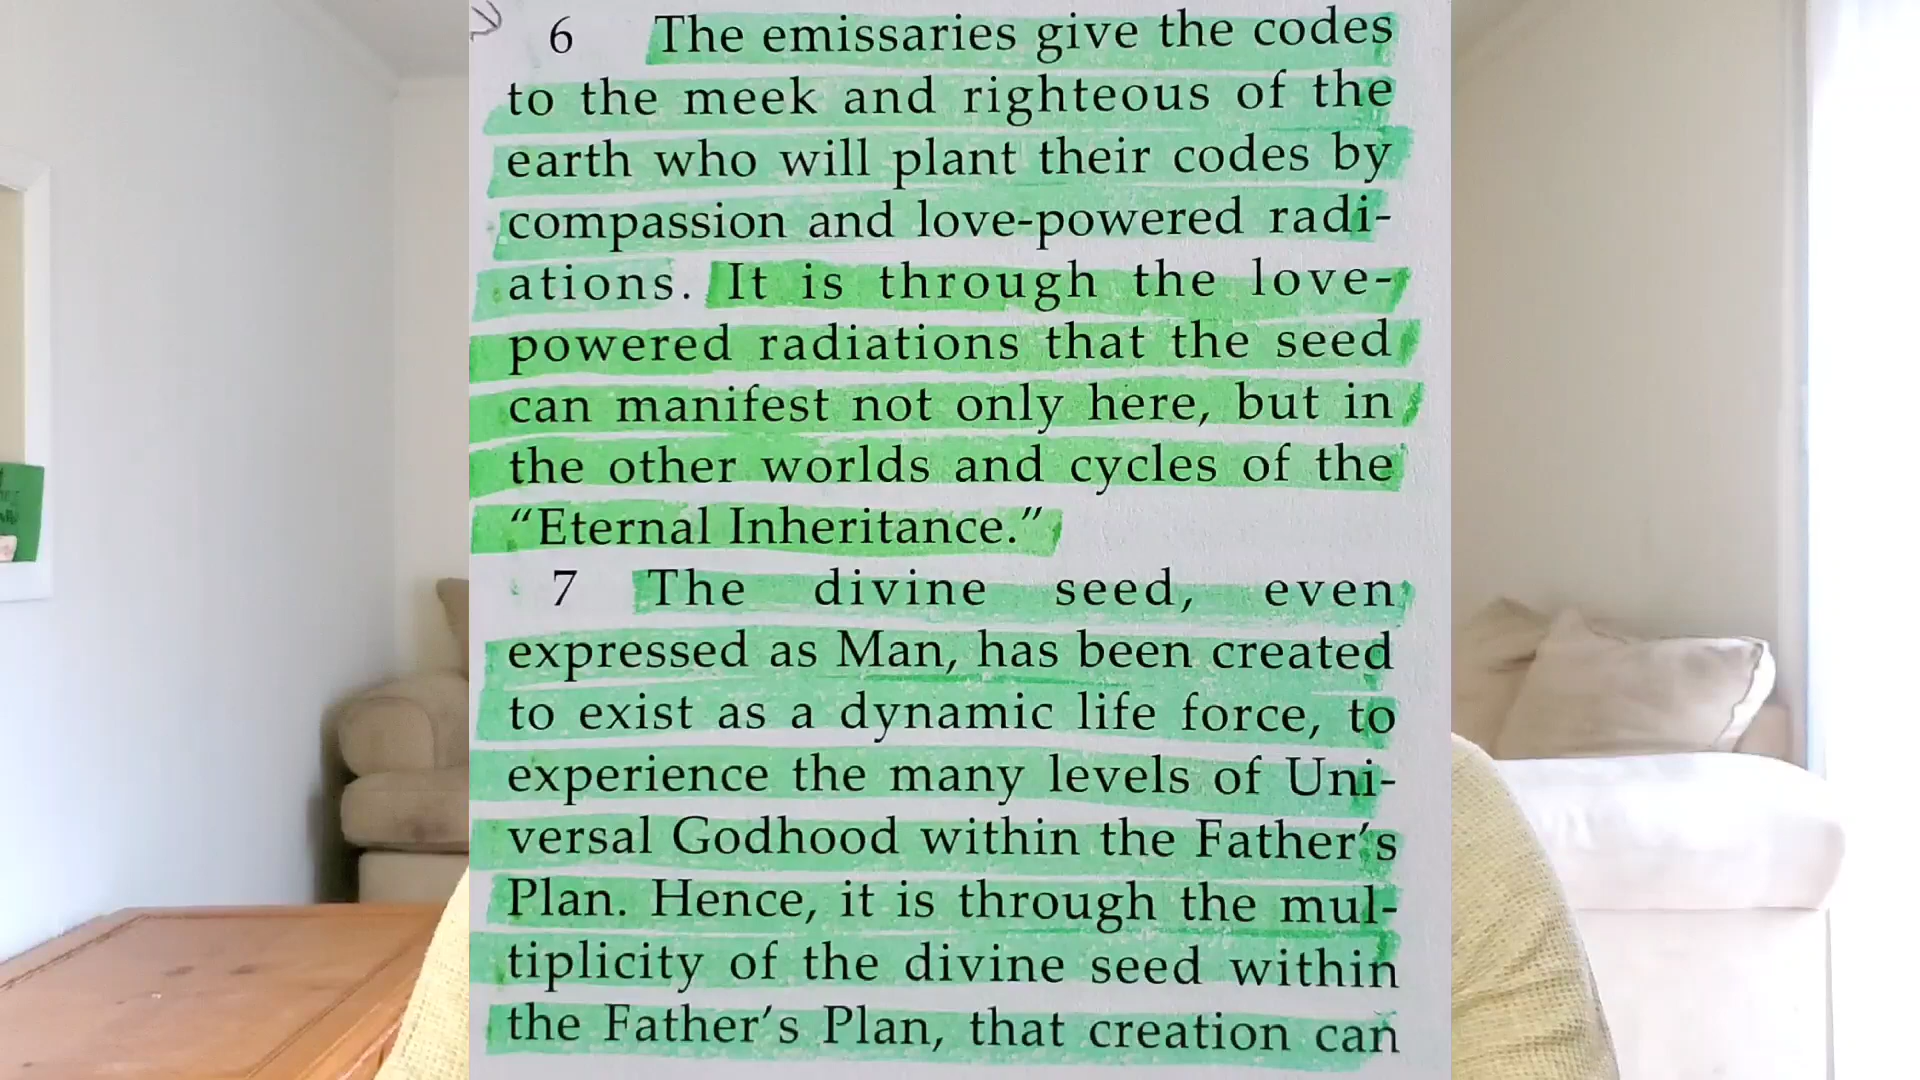 6 The emissaries give the codes
to the meek and righteous of the
earth who will plant their codes by
compassion and love-powered radi-
ations. It is through the love-
powered radiations that the seed
can manifest not only here, but in
the other worlds and cycles of the
“Eternal Inheritance.”
7 The divine seed, even
expressed as Man, has been created
to exist as a dynamic life force, to
experience the many levels of Uni-
versal Godhood within the Father’s
Plan. Hence, it is through the mul-
tiplicity of the divine seed within
the Father’s Plan, that creation can